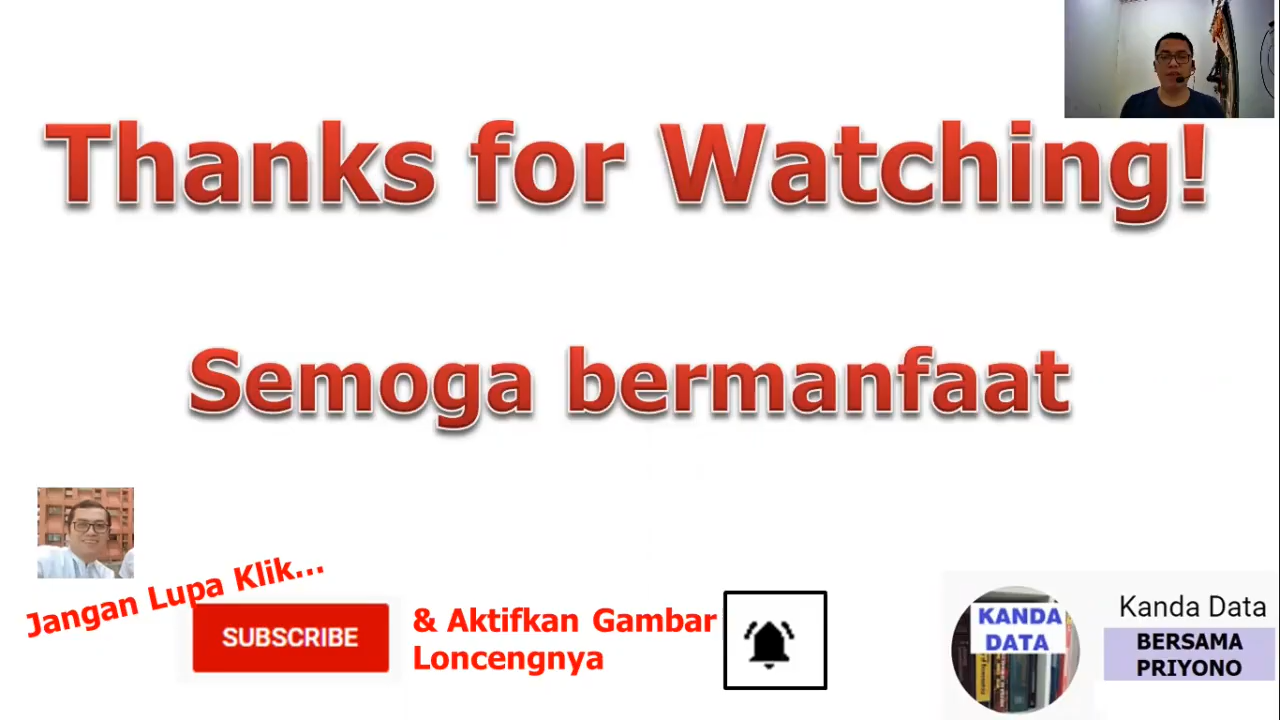 Thanks for Watching!
Semoga bermanfaat
Jangan Lupa Klik...
SUBSCRIBE
& Aktifkan Gambar
Loncengnya
KANDA
DATA
Kanda Data
BERSAMA
PRIYONO